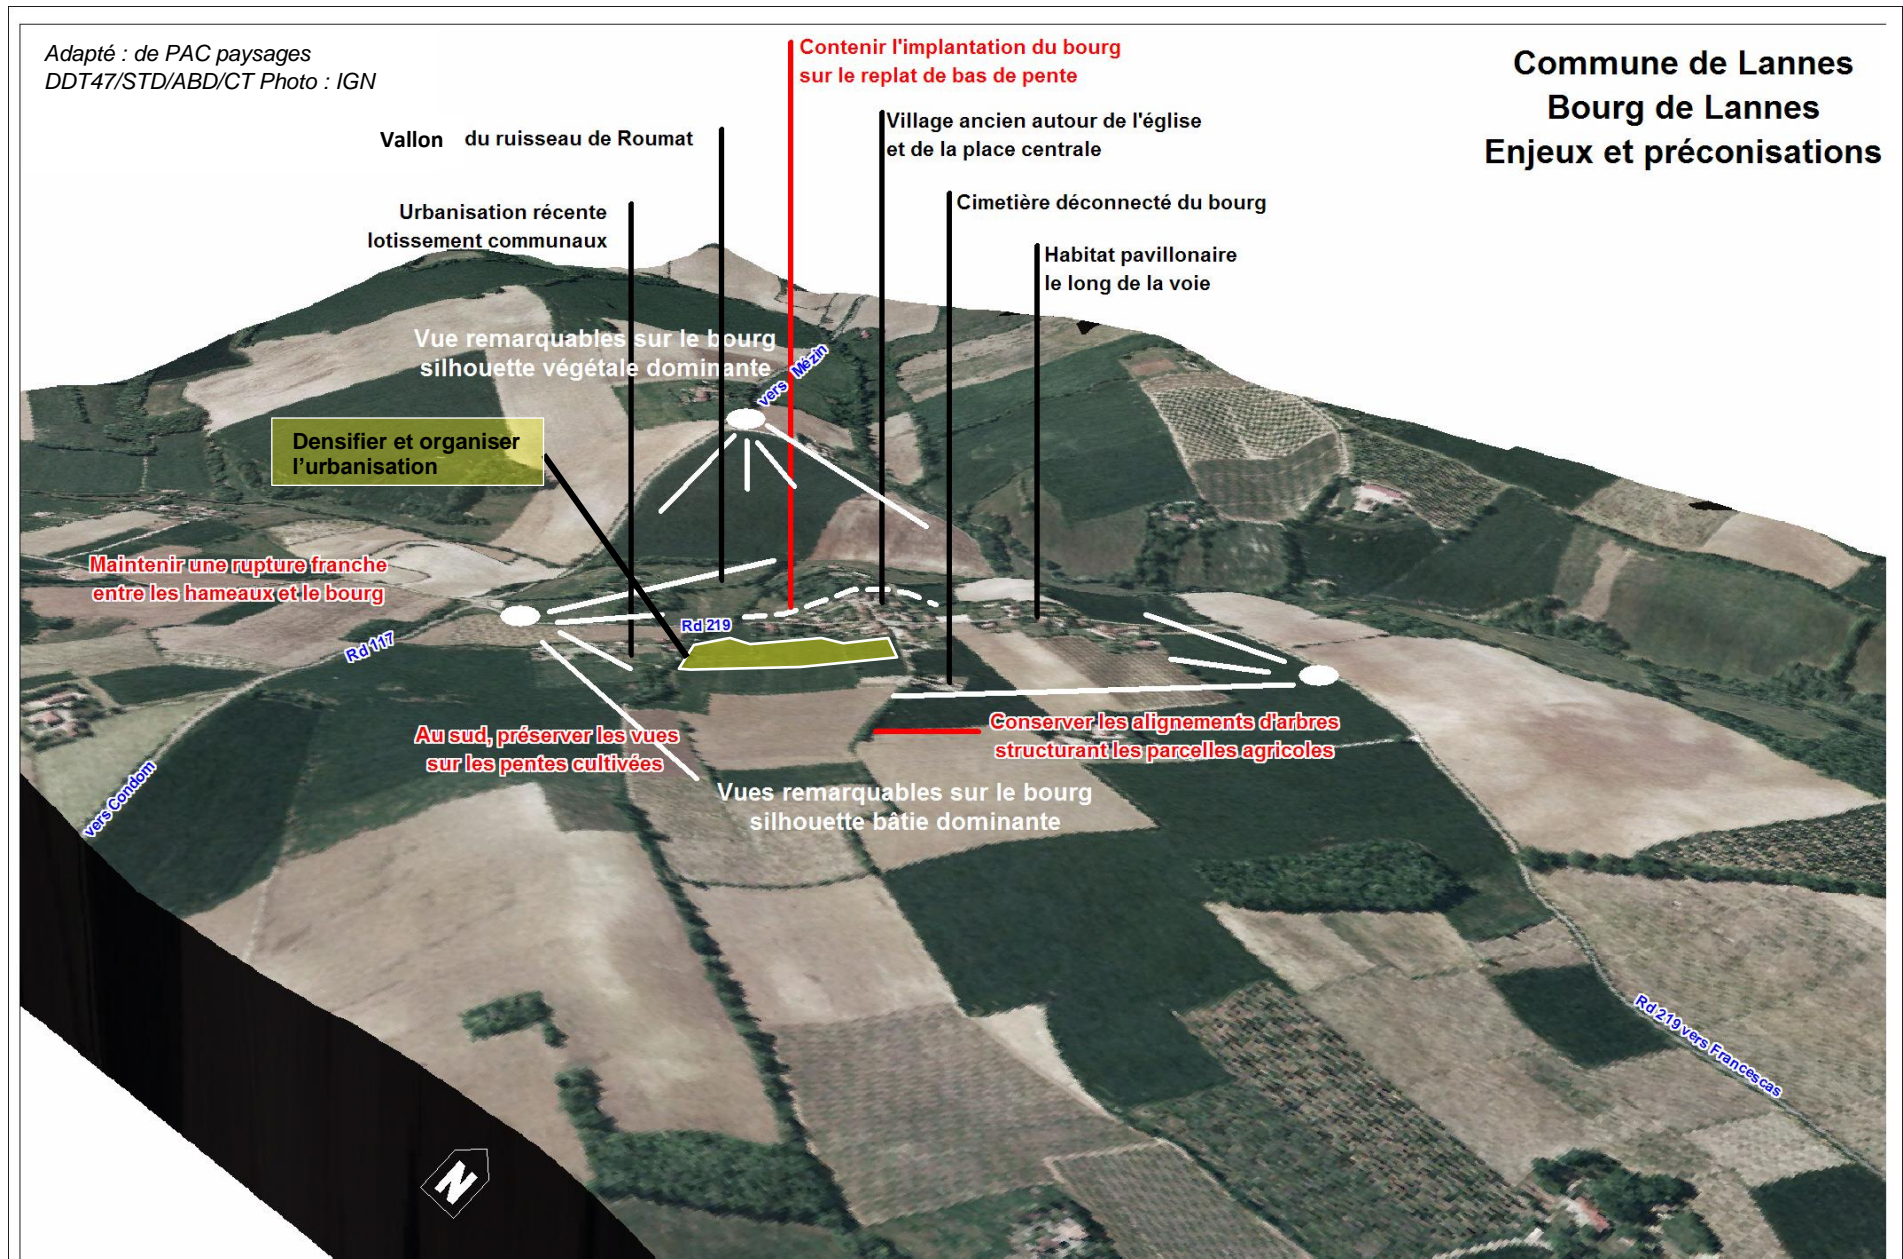 Adapté : de PAC paysages
DDT47/STD/ABD/CT Photo : IGN
Commune de Lannes
Bourg de Lannes
Enjeux et préconisations
Contenir l'implantation du bourg
sur le replat de bas de pente
Vallon du ruisseau de Roumat
Village ancien autour de l'église
et de la place centrale
Urbanisation récente
lotissement communaux
Cimetière déconnecté du bourg
Habitat pavillonaire
le long de la voie
Vue remarquables sur le bourg
silhouette végétale dominante
vers Mézin
Densifier et organiser
l'urbanisation
Maintenir une rupture franche
entre les hameaux et le bourg
Rd 117
Rd 219
Au sud, préserver les vues
sur les pentes cultivées
Conserver les alignements d'arbres
structurant les parcelles agricoles
vers Condom
Vues remarquables sur le bourg
silhouette bâtie dominante
Rd 219 vers Francescas
N